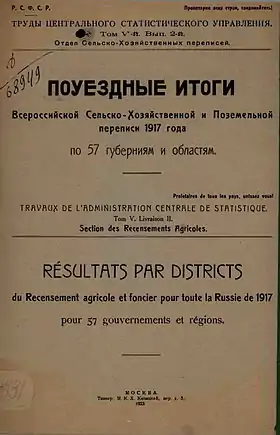 Р. С. Ф. С. Р.
Пролетарии всех стран, соединяйтесь!
ТРУДЫ ЦЕНТРАЛЬНОГО СТАТИСТИЧЕСКОГО УПРАВЛЕНИЯ.
Том V-й. Вып. 2-й.
Отдел Сельско-Хозяйственных переписей.
68949
ПОУЕЗДНЫЕ ИТОГИ
Всероссийской Сельско-Хозяйственной и Поземельной
переписи 1917 года
по 57 губерниям и областям.
Prolétaires de tous les pays, unissez vous!
TRAVAUX DE L'ADMINISTRATION CENTRALE DE STATISTIQUE.
Tom V. Livraison II.
Section des Recensements Agricoles.
RÉSULTATS PAR DISTRICTS
du Recensement agricole et foncier pour toute la Russie de 1917
pour 57 gouvernements et régions.
МОСКВА.
1923